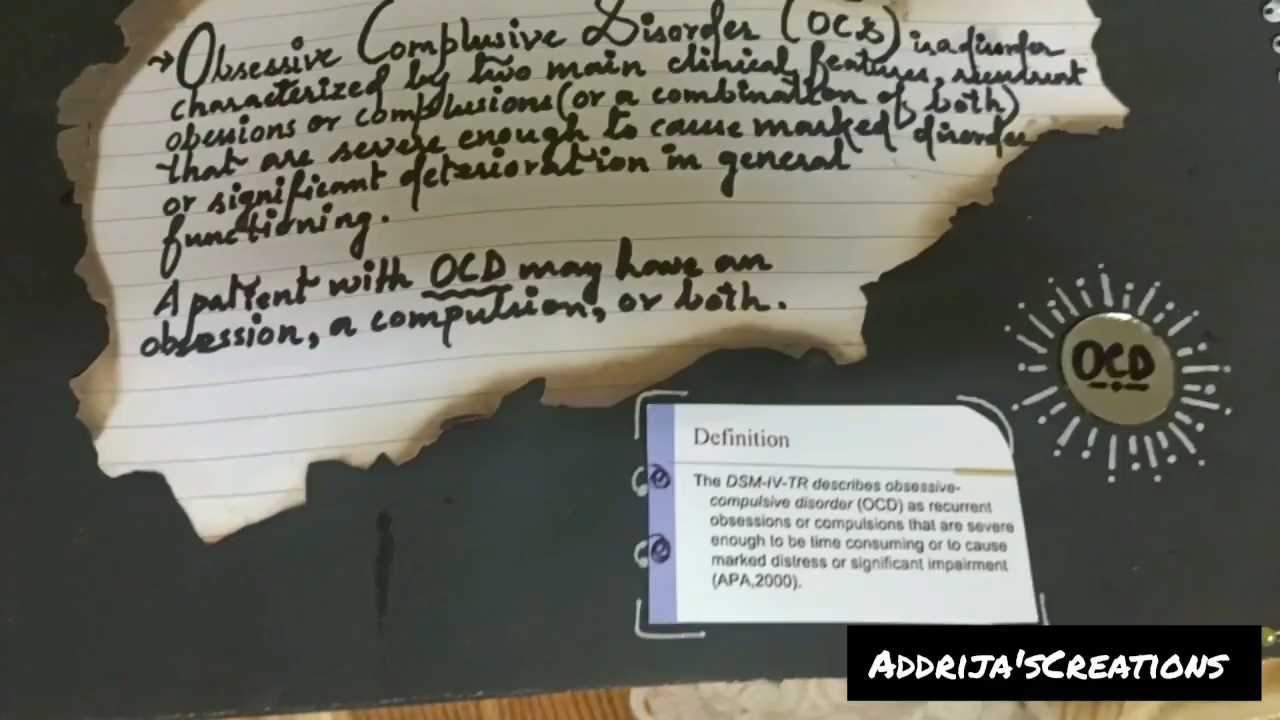 → Obsessive Complusive Disorder (OCD) is a disorder
characterized by two main clinical features, recurrent
obessions or complusions (or a combination of both)
that are severe enough to cause marked disorder
or significant deterioration in general
functioning.
A patient with OCD may have an
obsession, a compulsion, or both.
OCD
Definition
The DSM-IV-TR describes obsessive-
compulsive disorder (OCD) as recurrent
obsessions or compulsions that are severe
enough to be time consuming or to cause
marked distress or significant impairment
(APA,2000).
Addrija'sCreations